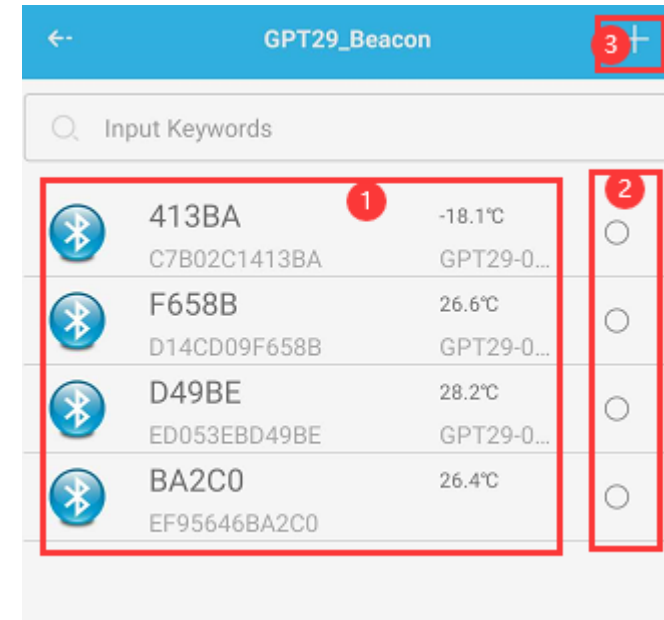 GPT29_Beacon
3
Input Keywords
1
2
413BA -18.1℃
C7B02C1413BA GPT29-0...
F658B 26.6℃
D14CD09F658B GPT29-0...
D49BE 28.2℃
ED053EBD49BE GPT29-0...
BA2C0 26.4℃
EF95646BA2C0